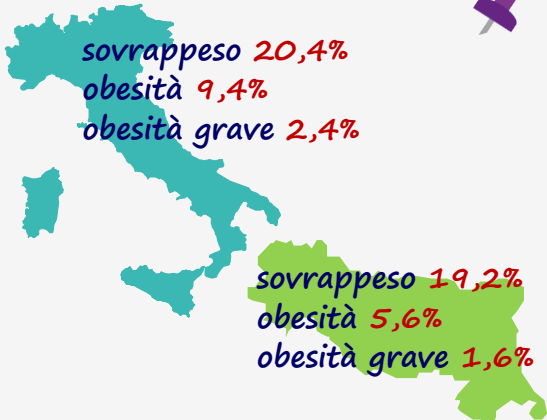 sovrappeso 20,4%
obesità 9,4%
obesità grave 2,4%
sovrappeso 19,2%
obesità 5,6%
obesità grave 1,6%